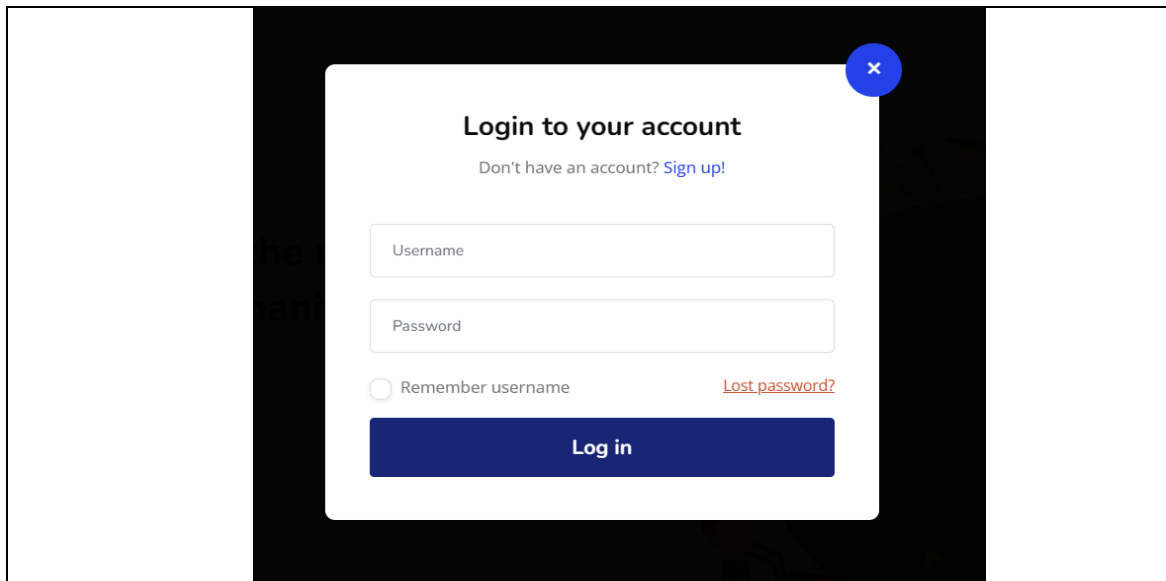 ×
Login to your account
Don't have an account? Sign up!
Username
Password
Remember username Lost password?
Log in